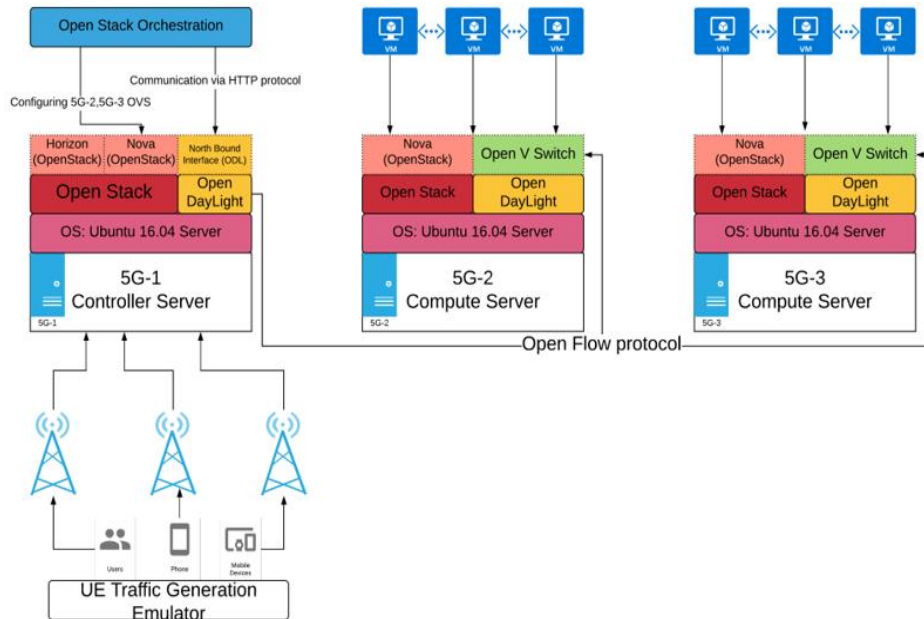 Open Stack Orchestration
Communication via HTTP protocol
Configuring 5G-2,5G-3 OVS
Horizon
(OpenStack)
Nova
(OpenStack)
North Bound
Interface (ODL)
Open Stack
Open
DayLight
OS: Ubuntu 16.04 Server
5G-1
Controller Server
5G-1
VM
VM
VM
Nova
(OpenStack)
Open V Switch
Open Stack
Open
DayLight
OS: Ubuntu 16.04 Server
5G-2
Compute Server
5G-2
VM
VM
VM
Nova
(OpenStack)
Open V Switch
Open Stack
Open
DayLight
OS: Ubuntu 16.04 Server
5G-3
Compute Server
5G-3
Open Flow protocol
Users
Phone
Mobile
Devices
UE Traffic Generation
Emulator